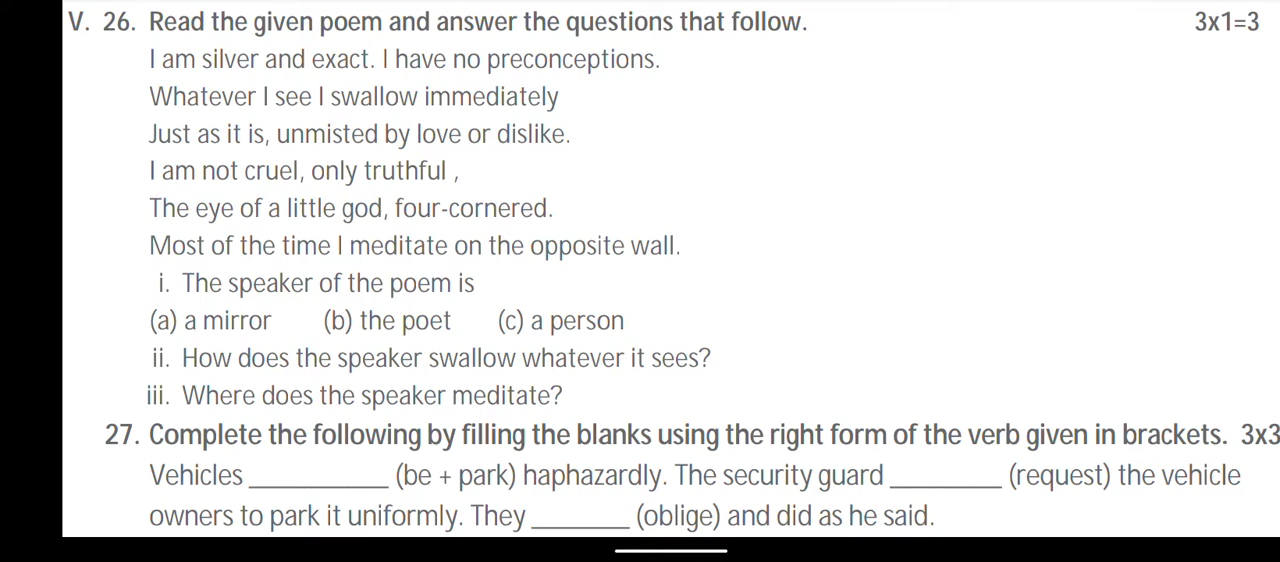 V. 26. Read the given poem and answer the questions that follow. 3x1=3
I am silver and exact. I have no preconceptions.
Whatever I see I swallow immediately
Just as it is, unmisted by love or dislike.
I am not cruel, only truthful ,
The eye of a little god, four-cornered.
Most of the time I meditate on the opposite wall.
i. The speaker of the poem is
(a) a mirror (b) the poet (c) a person
ii. How does the speaker swallow whatever it sees?
iii. Where does the speaker meditate?
27. Complete the following by filling the blanks using the right form of the verb given in brackets. 3x3
Vehicles __________ (be + park) haphazardly. The security guard ________ (request) the vehicle
owners to park it uniformly. They _______ (oblige) and did as he said.